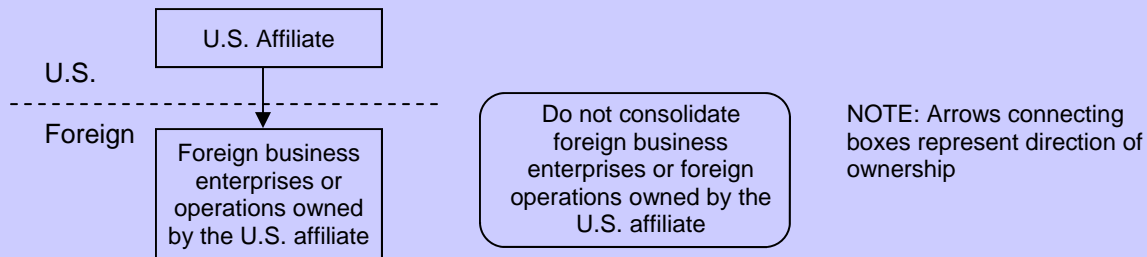 U.S. Affiliate
U.S.
Foreign
Foreign business
enterprises or
operations owned
by the U.S. affiliate
Do not consolidate
foreign business
enterprises or foreign
operations owned by the
U.S. affiliate
NOTE: Arrows connecting
boxes represent direction of
ownership